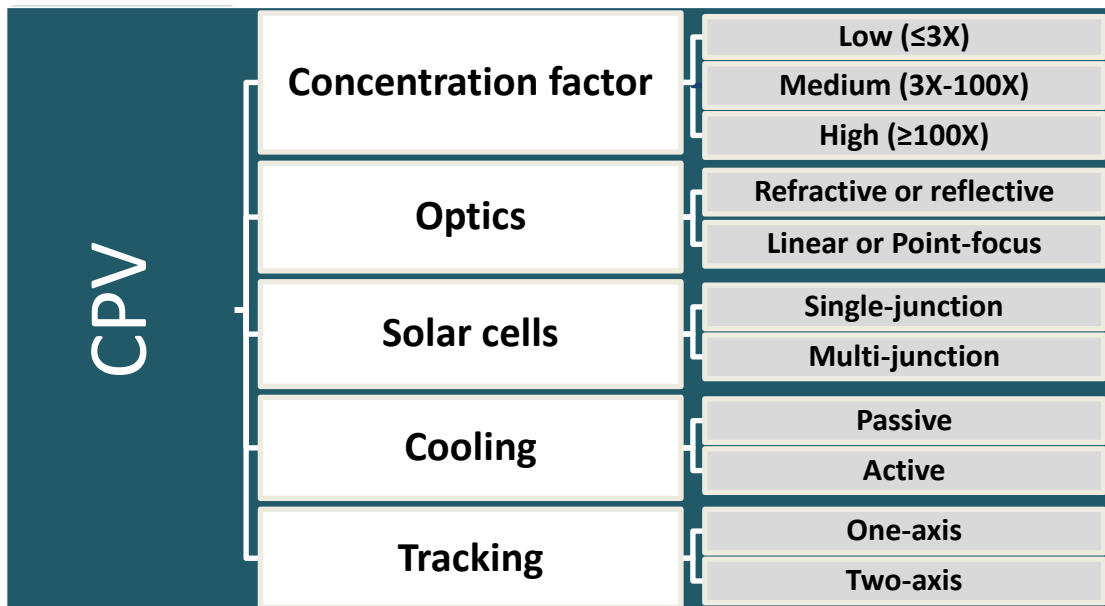 CPV
Concentration factor
Low (≤3X)
Medium (3X-100X)
High (≥100X)
Optics
Refractive or reflective
Linear or Point-focus
Solar cells
Single-junction
Multi-junction
Cooling
Passive
Active
Tracking
One-axis
Two-axis